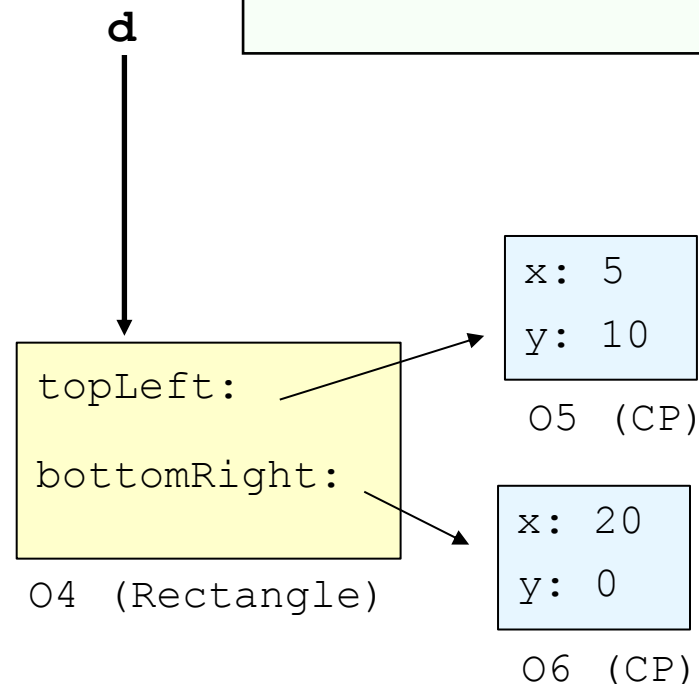 d
x: 5
y: 10
O5 (CP)
topLeft:
bottomRight:
O4 (Rectangle)
x: 20
y: 0
O6 (CP)